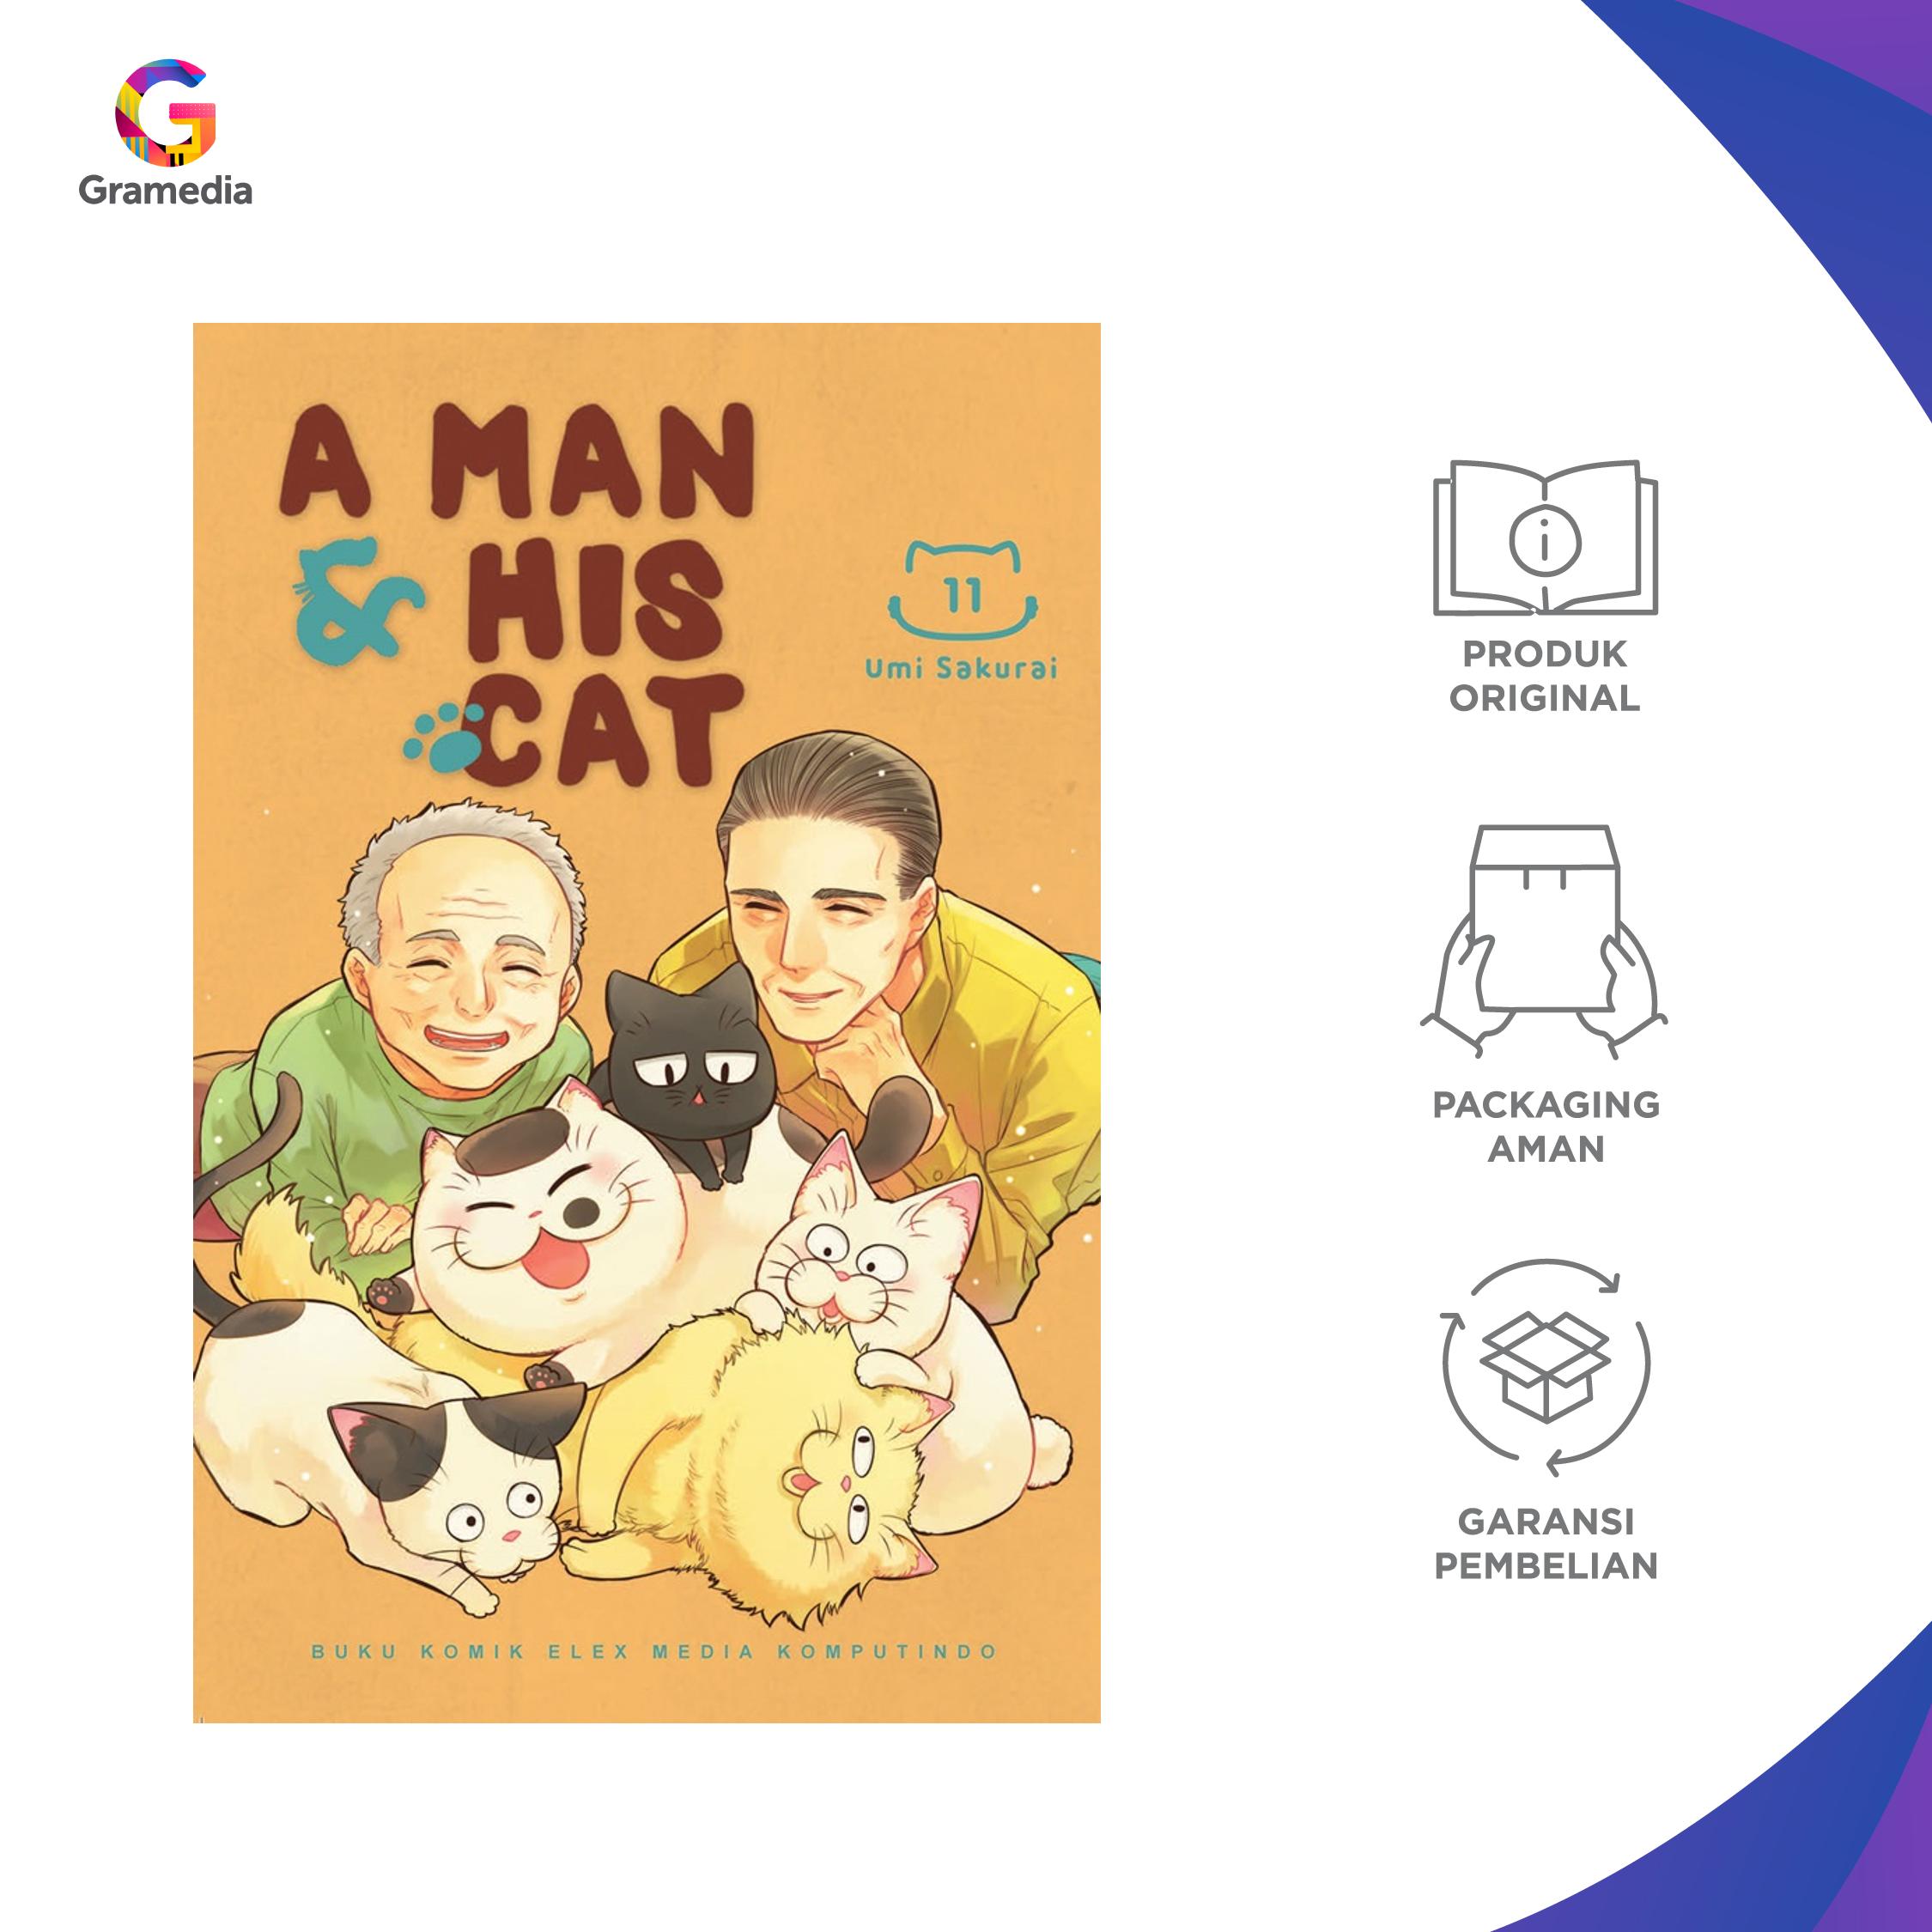 Gramedia
A MAN
& HIS
CAT
11
Umi Sakurai
BUKU KOMIK ELEX MEDIA KOMPUTINDO
PRODUK
ORIGINAL
PACKAGING
AMAN
GARANSI
PEMBELIAN